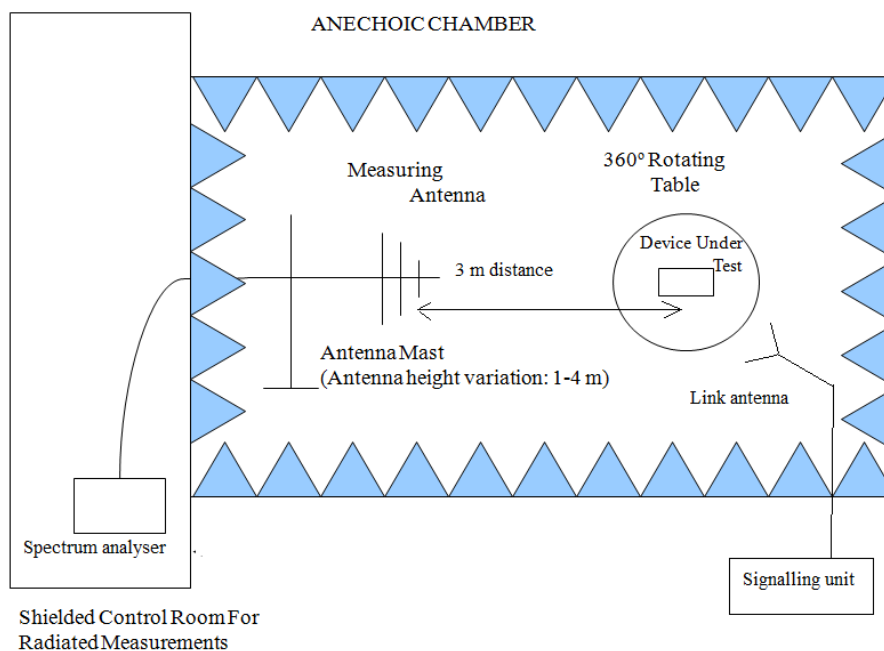 ANECHOIC CHAMBER
360º Rotating
Table
Measuring
Antenna
Device Under
Test
3 m distance
Antenna Mast
(Antenna height variation: 1-4 m)
Link antenna
Spectrum analyser
Signalling unit
Shielded Control Room For
Radiated Measurements